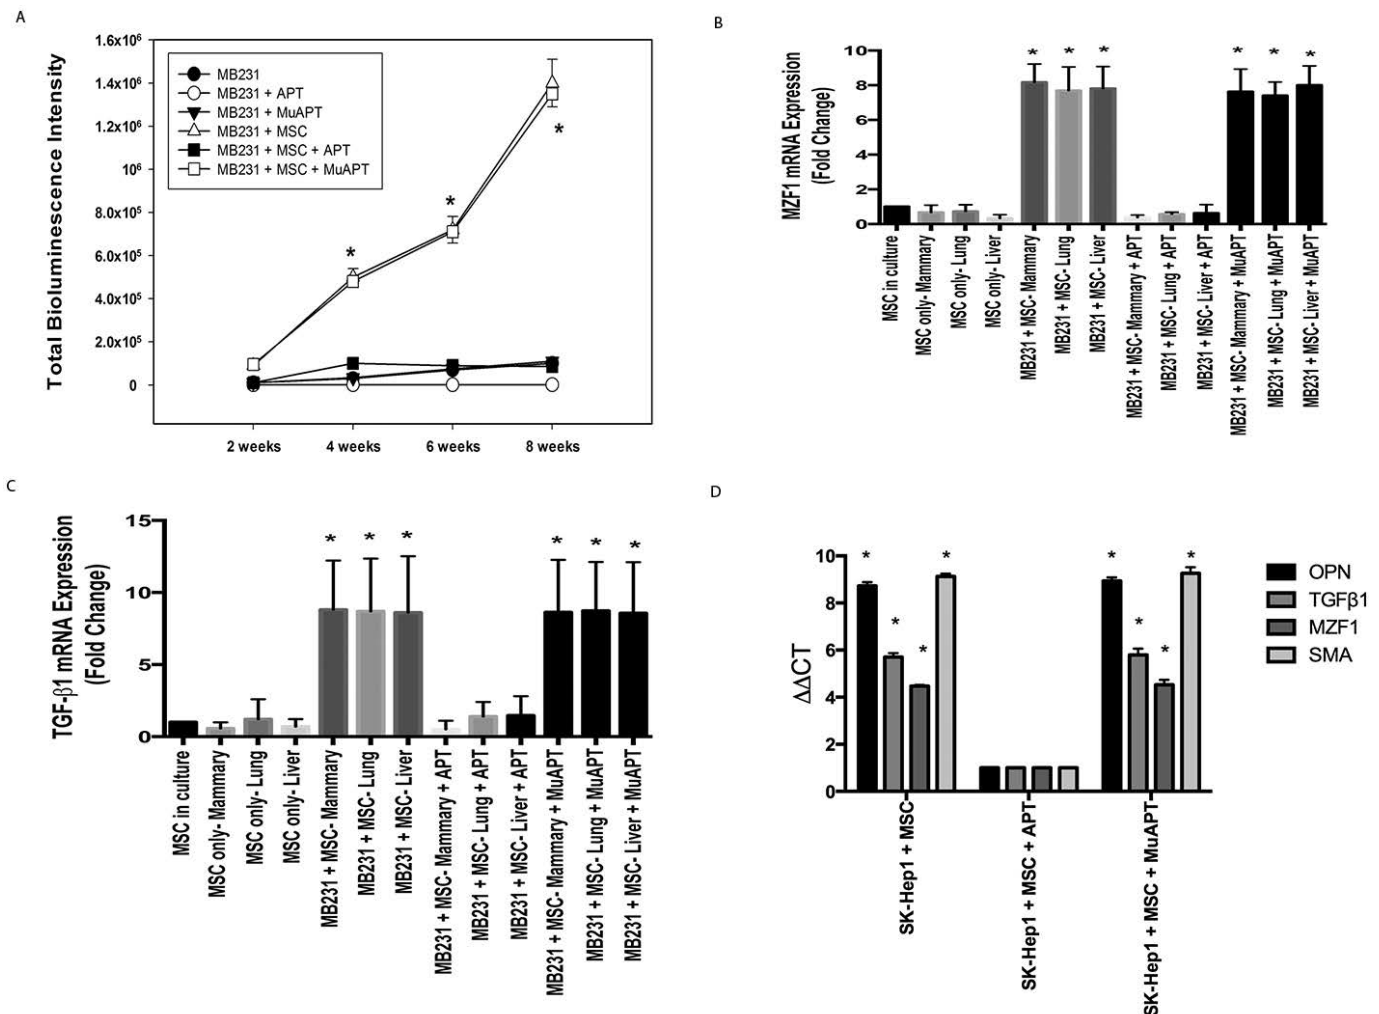 A
Total Bioluminescence Intensity
1.6x10⁶
1.4x10⁶
1.2x10⁶
10⁶
8.0x10⁵
6.0x10⁵
4.0x10⁵
2.0x10⁵
0
MB231
MB231 + APT
MB231 + MuAPT
MB231 + MSC
MB231 + MSC + APT
MB231 + MSC + MuAPT
* * *
2 weeks 4 weeks 6 weeks 8 weeks
B
MZF1 mRNA Expression
(Fold Change)
10
8
6
4
2
0
* * * * * *
MSC in culture
MSC only- Mammary
MSC only- Lung
MSC only- Liver
MB231 + MSC- Mammary
MB231 + MSC- Lung
MB231 + MSC- Liver
MB231 + MSC- Mammary + APT
MB231 + MSC- Lung + APT
MB231 + MSC- Liver + APT
MB231 + MSC- Mammary + MuAPT
MB231 + MSC- Lung + MuAPT
MB231 + MSC- Liver + MuAPT
C
TGF-β1 mRNA Expression
(Fold Change)
15
10
5
0
* * * * * *
MSC in culture
MSC only- Mammary
MSC only- Lung
MSC only- Liver
MB231 + MSC- Mammary
MB231 + MSC- Lung
MB231 + MSC- Liver
MB231 + MSC- Mammary + APT
MB231 + MSC- Lung + APT
MB231 + MSC- Liver + APT
MB231 + MSC- Mammary + MuAPT
MB231 + MSC- Lung + MuAPT
MB231 + MSC- Liver + MuAPT
D
ΔΔCT
10
8
6
4
2
0
* * * * * * * *
SK-Hep1 + MSC
SK-Hep1 + MSC + APT
SK-Hep1 + MSC + MuAPT
OPN
TGFβ1
MZF1
SMA